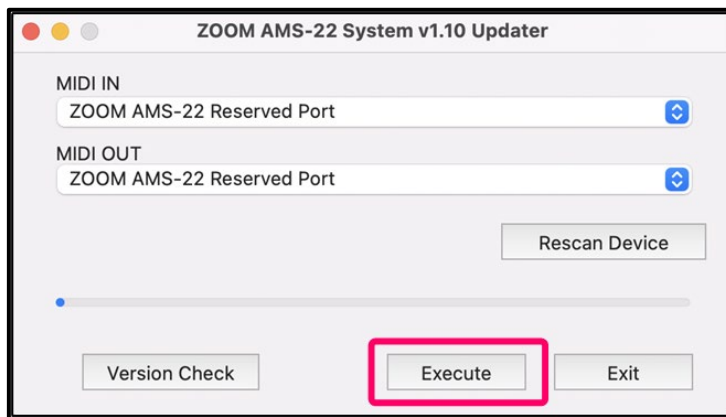 ZOOM AMS-22 System v1.10 Updater
MIDI IN
ZOOM AMS-22 Reserved Port
MIDI OUT
ZOOM AMS-22 Reserved Port
Rescan Device
Version Check Execute Exit